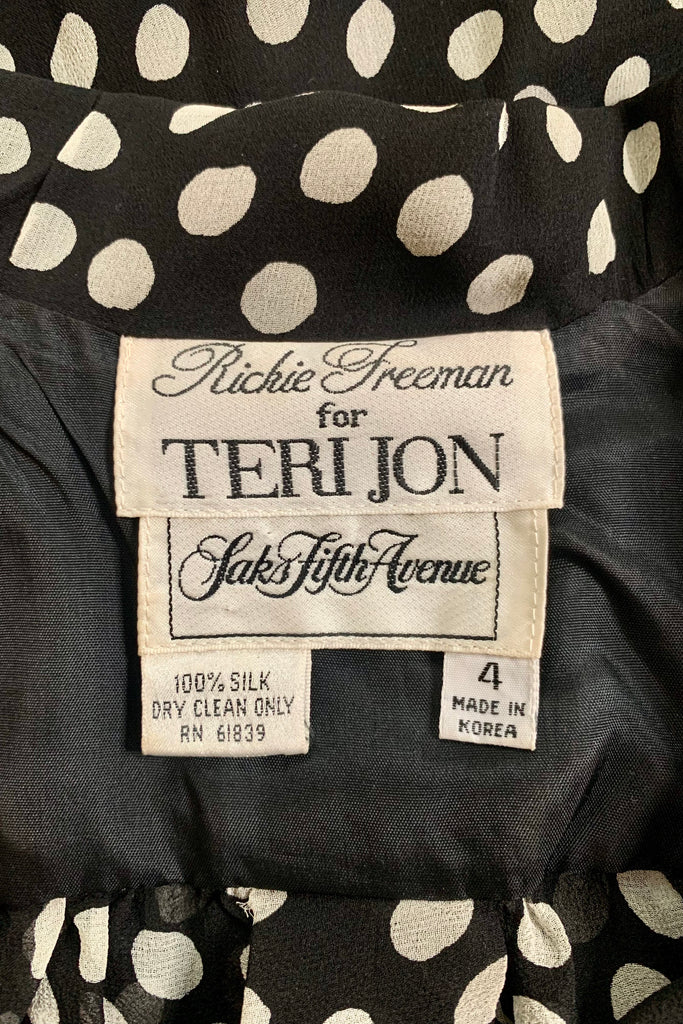 Rickie Freeman
for
TERI JON
Saks Fifth Avenue
100% SILK
DRY CLEAN ONLY
RN 61839
4
MADE IN
KOREA